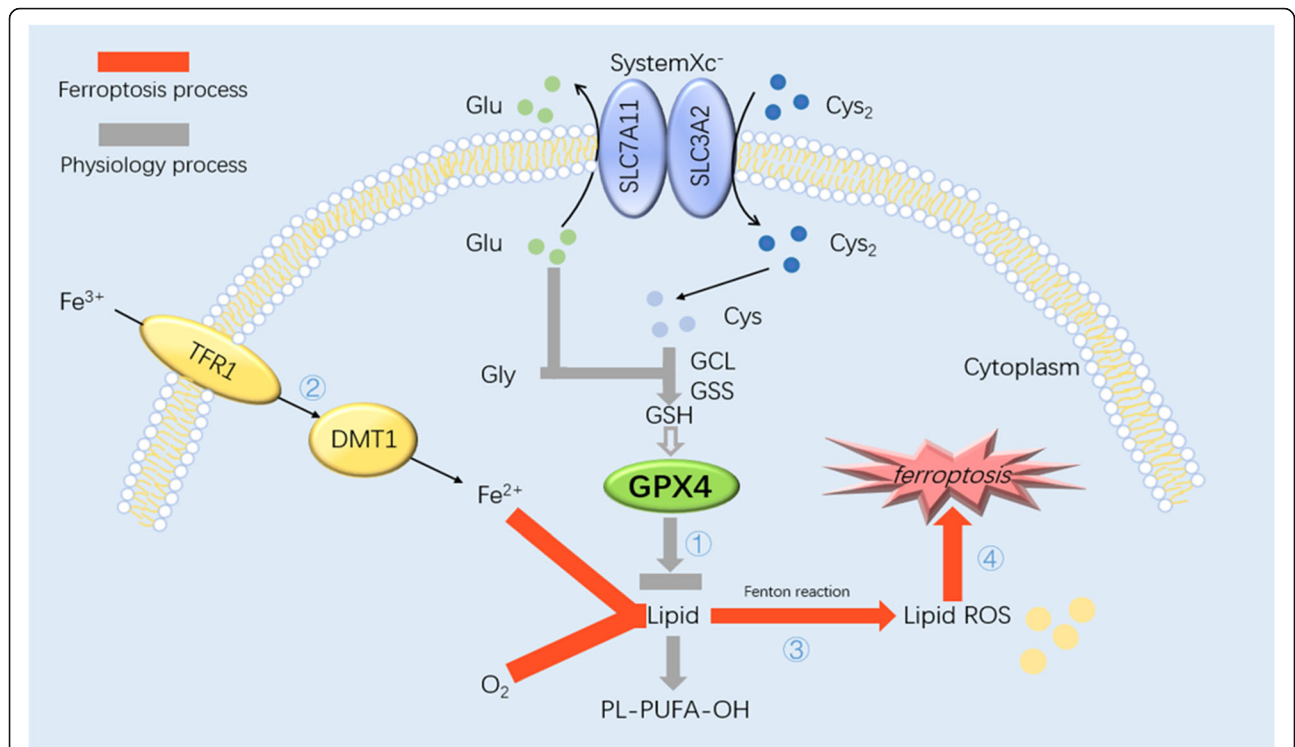 Ferroptosis process
Physiology process
SystemXc⁻
SLC7A11
SLC3A2
Glu
Cys₂
Glu
Cys₂
Fe³⁺
TFR1
②
DMT1
Fe²⁺
Cys
Gly
GCL
GSS
GSH
GPX4
①
Cytoplasm
ferroptosis
④
Lipid
Fenton reaction
③
Lipid ROS
O₂
PL-PUFA-OH